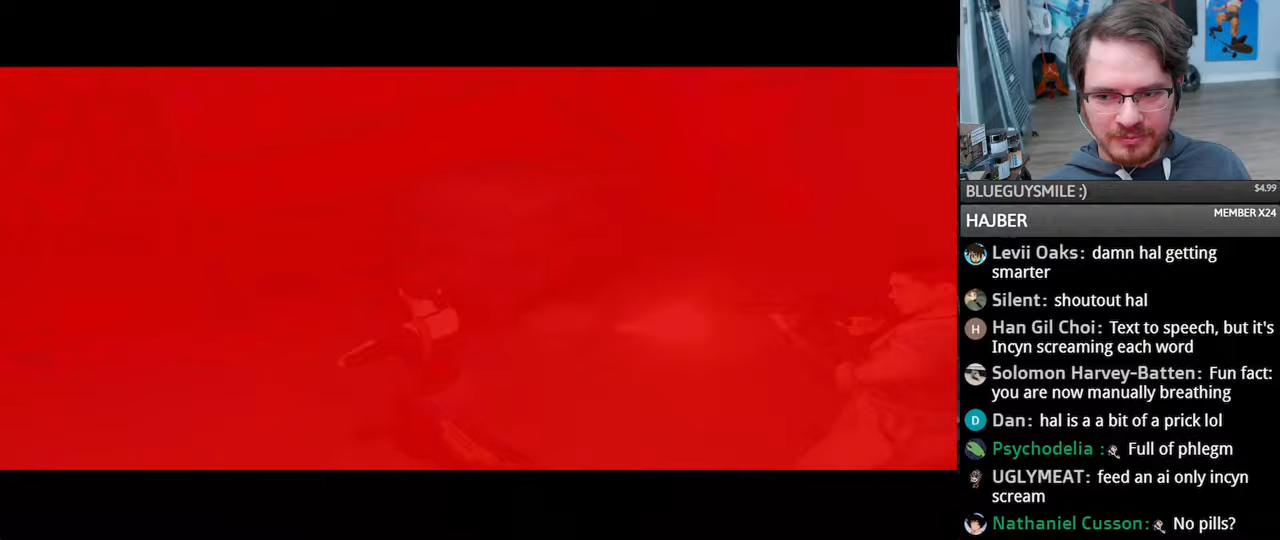 BLUEGUYSMILE :)
$4.99
HAJBER
MEMBER X24
Levii Oaks: damn hal getting
smarter
Silent: shoutout hal
H
Han Gil Choi: Text to speech, but it's
Incyn screaming each word
Solomon Harvey-Batten: Fun fact:
you are now manually breathing
D
Dan: hal is a a bit of a prick lol
Psychodelia : Full of phlegm
UGLYMEAT: feed an ai only incyn
scream
Nathaniel Cusson: No pills?